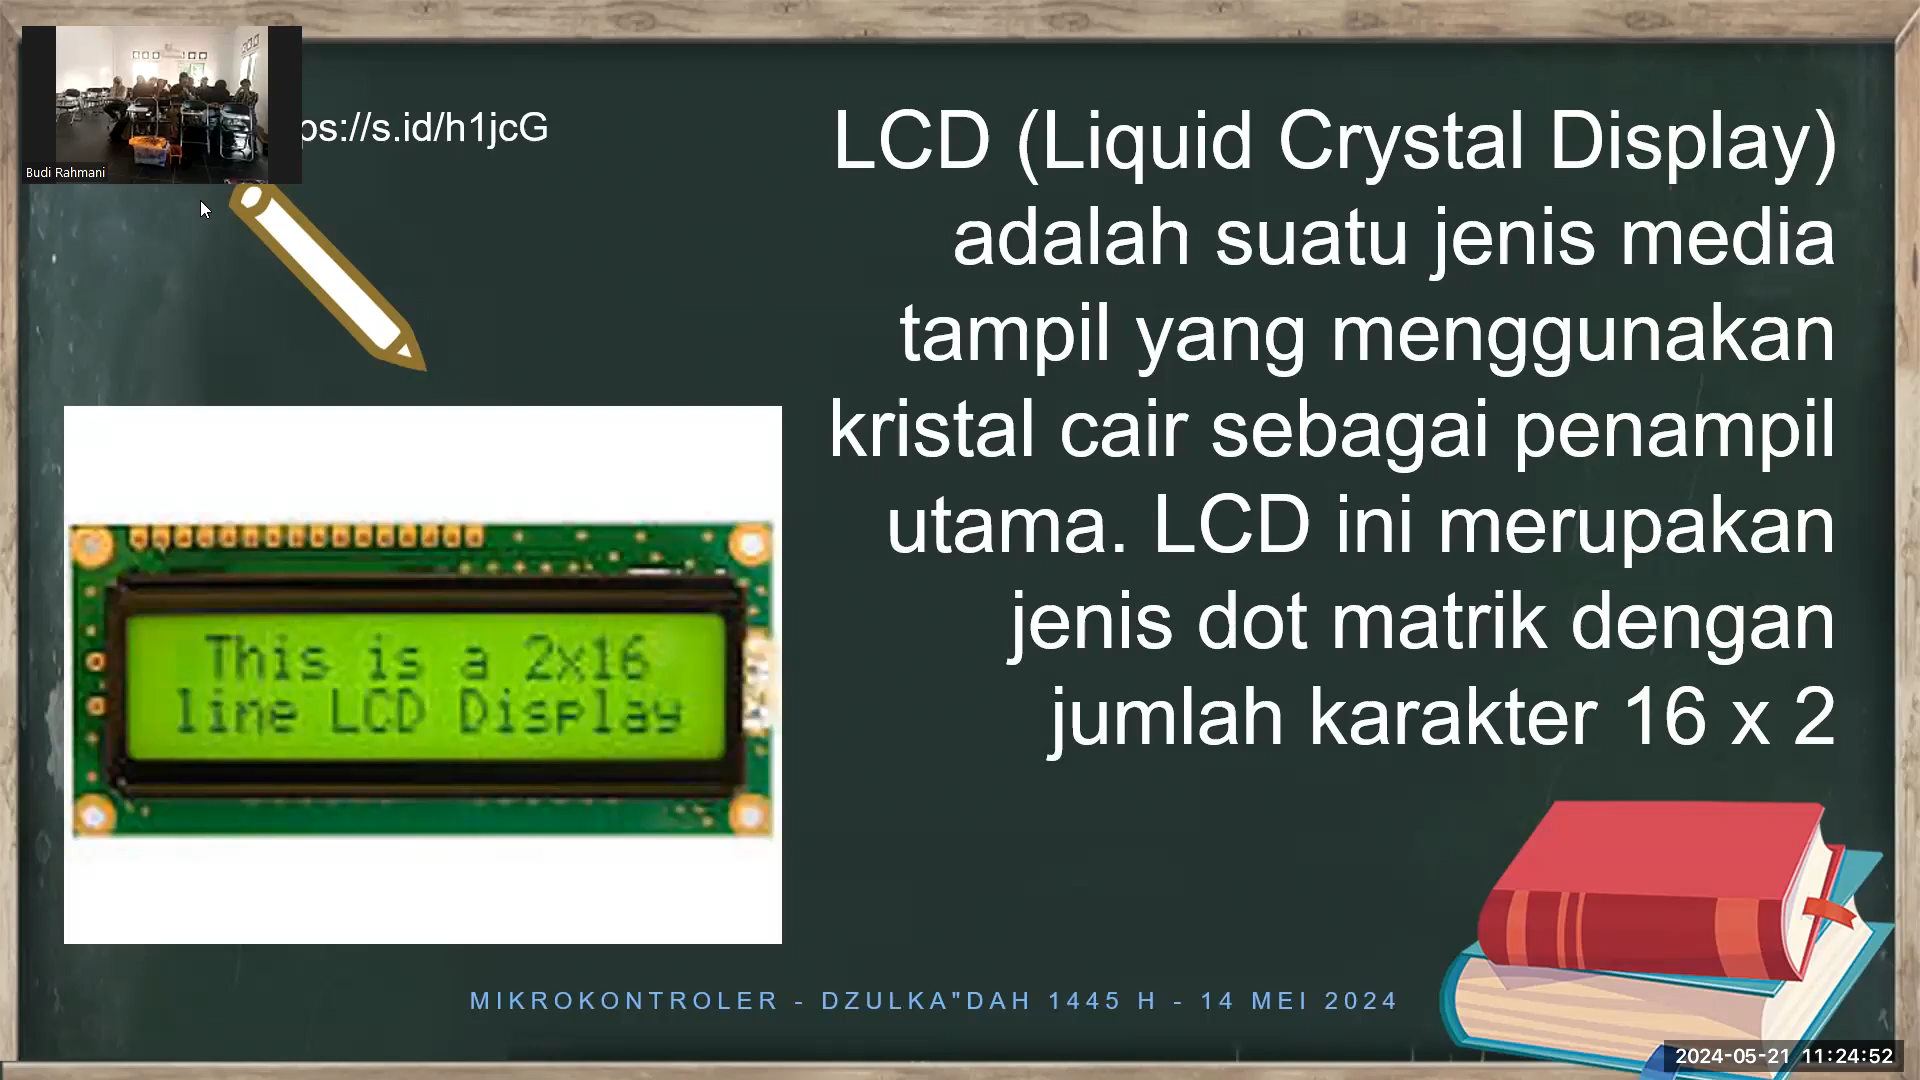 Budi Rahmani
ps://s.id/h1jcG
LCD (Liquid Crystal Display)
adalah suatu jenis media
tampil yang menggunakan
kristal cair sebagai penampil
utama. LCD ini merupakan
jenis dot matrik dengan
jumlah karakter 16 x 2
This is a 2x16
line LCD Display
MIKROKONTROLER - DZULKA"DAH 1445 H - 14 MEI 2024
2024-05-21 11:24:52